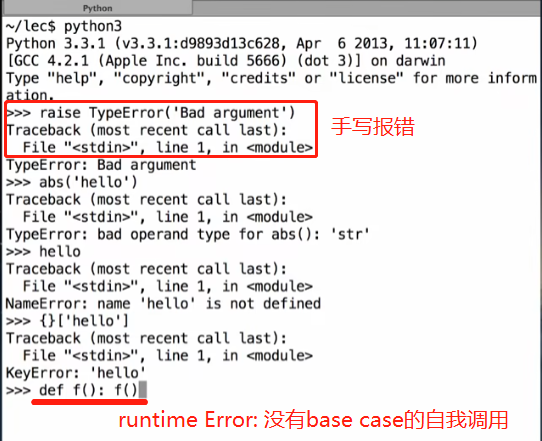 Python
~/lec$ python3
Python 3.3.1 (v3.3.1:d9893d13c628, Apr  6 2013, 11:07:11)
[GCC 4.2.1 (Apple Inc. build 5666) (dot 3)] on darwin
Type "help", "copyright", "credits" or "license" for more inform
ation.
>>> raise TypeError('Bad argument')
Traceback (most recent call last):
  File "<stdin>", line 1, in <module>
手写报错
TypeError: Bad argument
>>> abs('hello')
Traceback (most recent call last):
  File "<stdin>", line 1, in <module>
TypeError: bad operand type for abs(): 'str'
>>> hello
Traceback (most recent call last):
  File "<stdin>", line 1, in <module>
NameError: name 'hello' is not defined
>>> {}['hello']
Traceback (most recent call last):
  File "<stdin>", line 1, in <module>
KeyError: 'hello'
>>> def f(): f()
runtime Error: 没有base case的自我调用